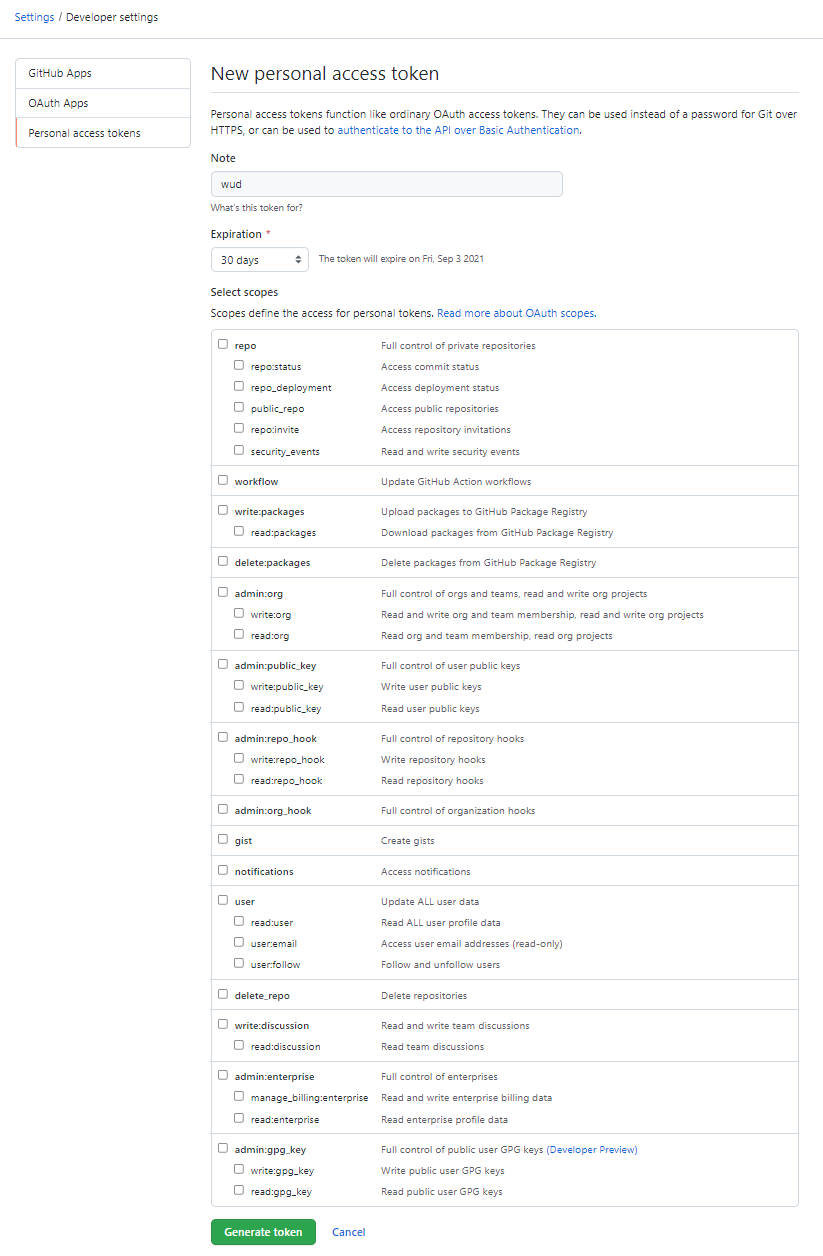 Settings / Developer settings
GitHub Apps
OAuth Apps
Personal access tokens
New personal access token
Personal access tokens function like ordinary OAuth access tokens. They can be used instead of a password for Git over
HTTPS, or can be used to authenticate to the API over Basic Authentication.
Note
wud
What's this token for?
Expiration *
30 days The token will expire on Fri, Sep 3 2021
Select scopes
Scopes define the access for personal tokens. Read more about OAuth scopes.
repo Full control of private repositories
repo:status Access commit status
repo_deployment Access deployment status
public_repo Access public repositories
repo:invite Access repository invitations
security_events Read and write security events
workflow Update GitHub Action workflows
write:packages Upload packages to GitHub Package Registry
read:packages Download packages from GitHub Package Registry
delete:packages Delete packages from GitHub Package Registry
admin:org Full control of orgs and teams, read and write org projects
write:org Read and write org and team membership, read and write org projects
read:org Read org and team membership, read org projects
admin:public_key Full control of user public keys
write:public_key Write user public keys
read:public_key Read user public keys
admin:repo_hook Full control of repository hooks
write:repo_hook Write repository hooks
read:repo_hook Read repository hooks
admin:org_hook Full control of organization hooks
gist Create gists
notifications Access notifications
user Update ALL user data
read:user Read ALL user profile data
user:email Access user email addresses (read-only)
user:follow Follow and unfollow users
delete_repo Delete repositories
write:discussion Read and write team discussions
read:discussion Read team discussions
admin:enterprise Full control of enterprises
manage_billing:enterprise Read and write enterprise billing data
read:enterprise Read enterprise profile data
admin:gpg_key Full control of public user GPG keys (Developer Preview)
write:gpg_key Write public user GPG keys
read:gpg_key Read public user GPG keys
Generate token Cancel